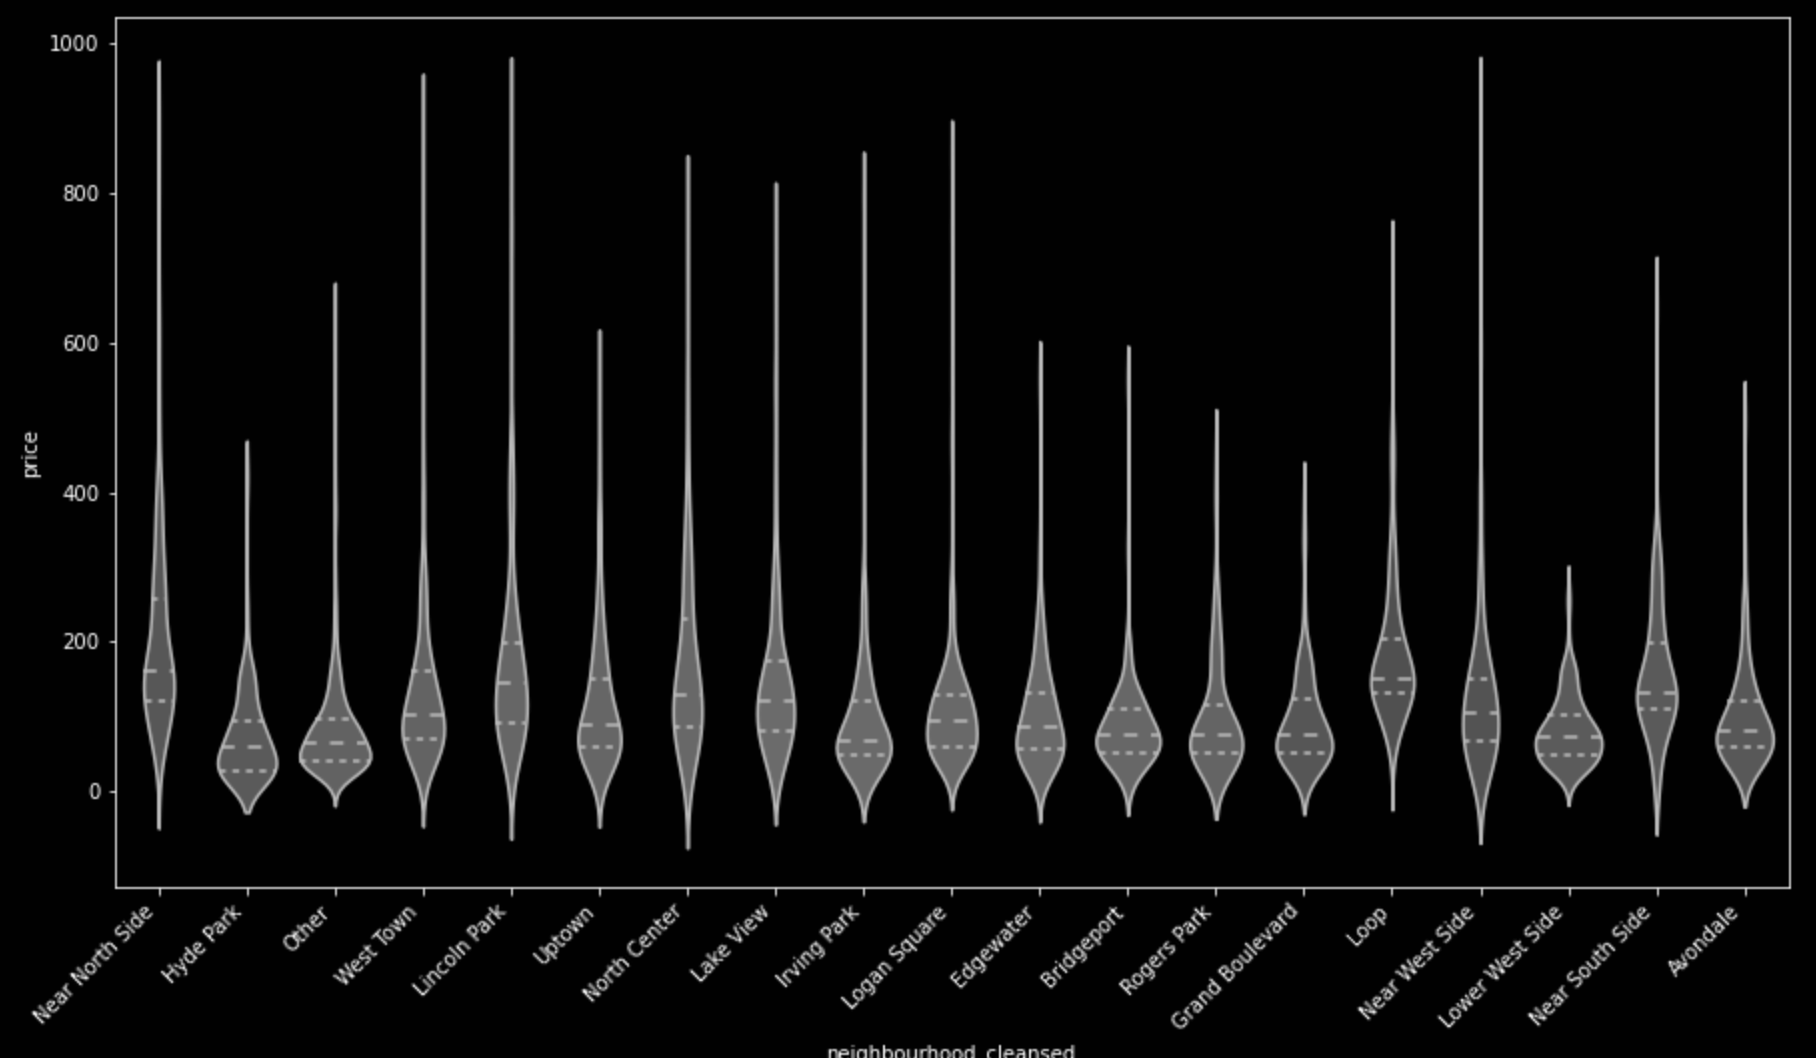 1000
800
600
400
200
0
price
Near North Side
Hyde Park
Other
West Town
Lincoln Park
Uptown
North Center
Lake View
Irving Park
Logan Square
Edgewater
Bridgeport
Rogers Park
Grand Boulevard
Loop
Near West Side
Lower West Side
Near South Side
Avondale
neighbourhood_cleansed